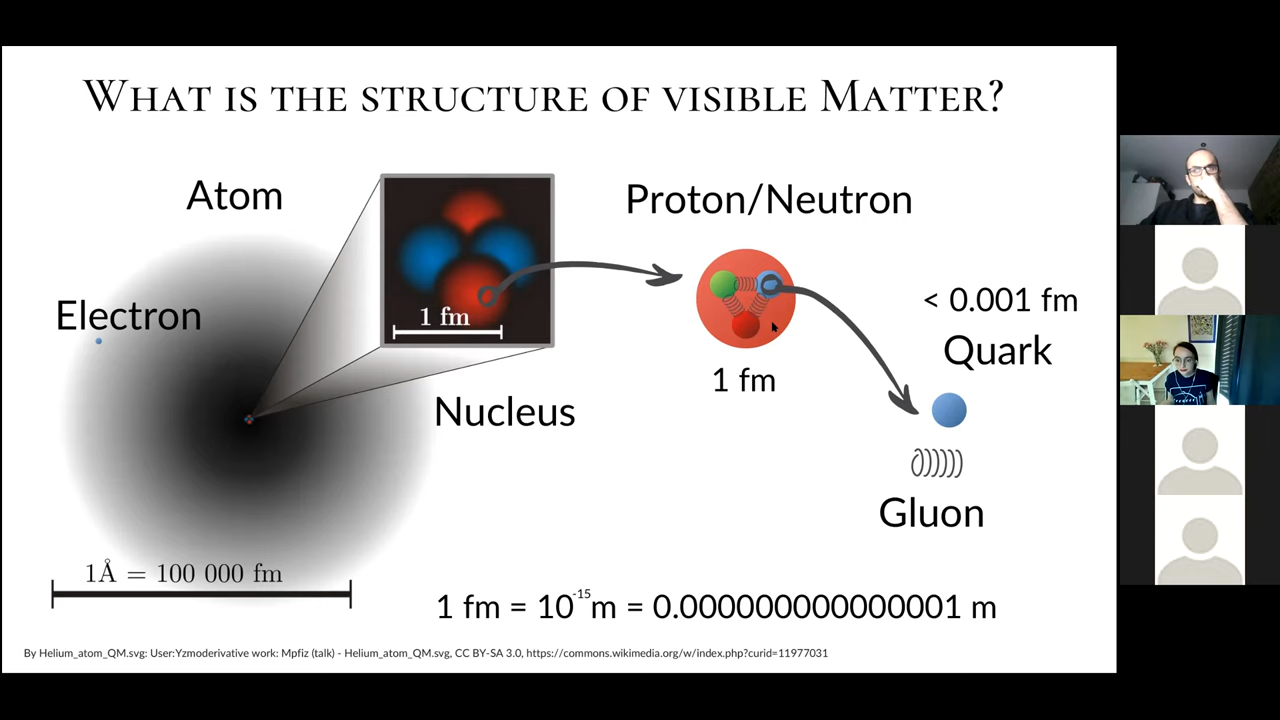 What is the structure of visible Matter?
Atom
Proton/Neutron
Electron
1 fm
< 0.001 fm
Quark
1 fm
Nucleus
Gluon
1Å = 100 000 fm
1 fm = 10-15m = 0.000000000000001 m
By Helium_atom_QM.svg: User:Yzmoderivative work: Mpfiz (talk) - Helium_atom_QM.svg, CC BY-SA 3.0, https://commons.wikimedia.org/w/index.php?curid=11977031